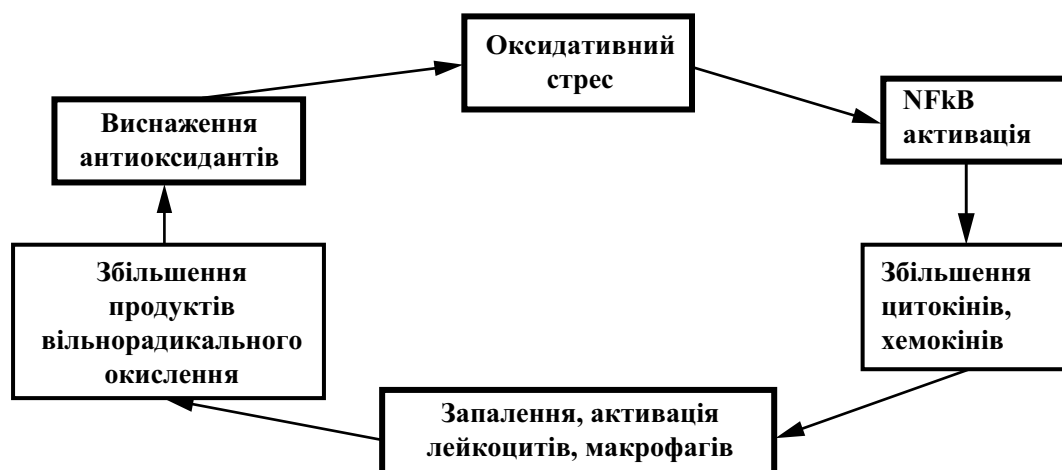 Оксидативний
стрес
NFkB
активація
Виснаження
антиоксидантів
Збільшення
продуктів
вільнорадикального
окислення
Збільшення
цитокінів,
хемокінів
Запалення, активація
лейкоцитів, макрофагів